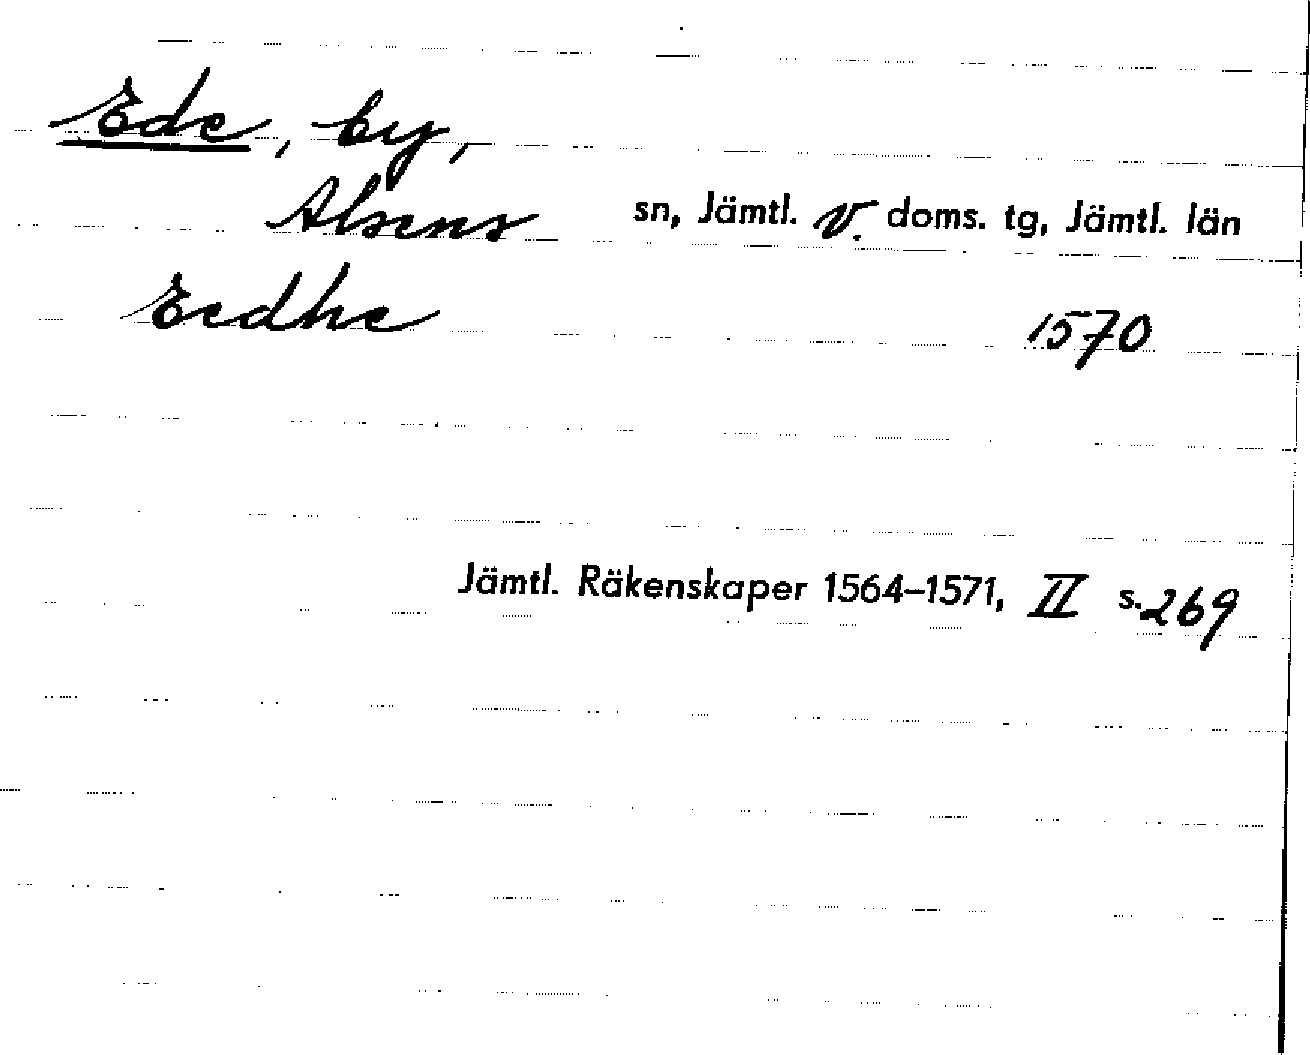 Ede, by,
Alsens sn, Jämtl. v. doms. tg, Jämtl. län
Eedhe 1570
Jämtl. Räkenskaper 1564–1571, II s. 269